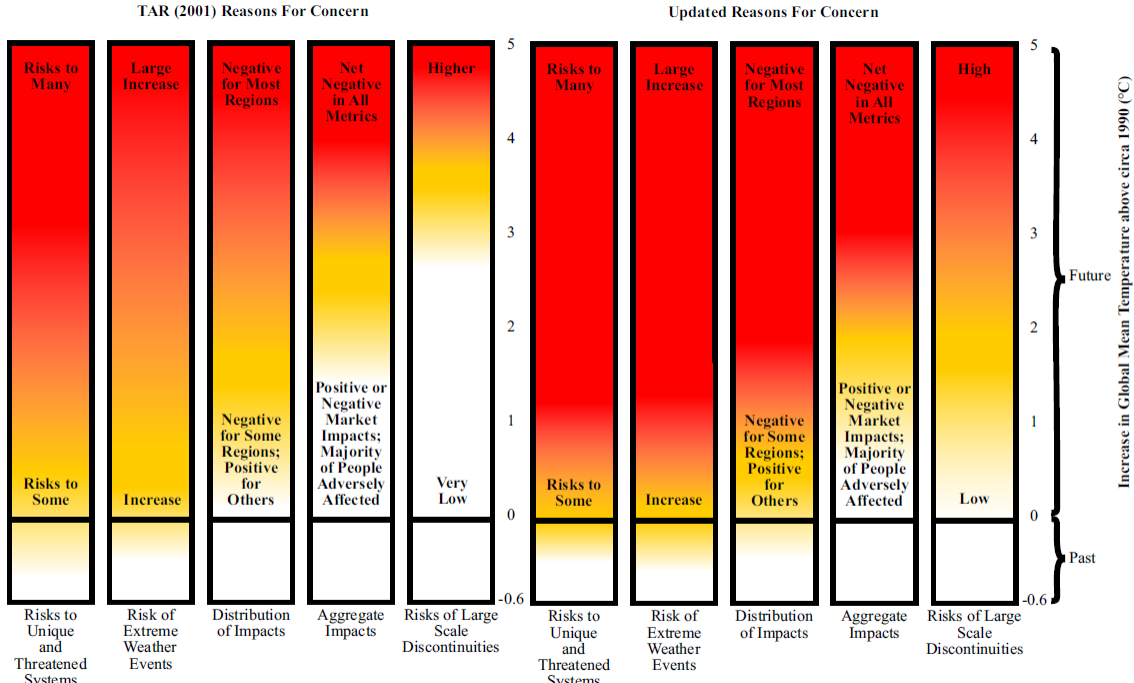 TAR (2001) Reasons For Concern
Risks to
Many
Risks to
Some
Large
Increase
Increase
Negative
for Most
Regions
Negative
for Some
Regions;
Positive
for
Others
Net
Negative
in All
Metrics
Positive or
Negative
Market
Impacts;
Majority
of People
Adversely
Affected
Higher
Very
Low
5
4
3
2
1
0
-0.6
Risks to
Unique
and
Threatened
Systems
Risk of
Extreme
Weather
Events
Distribution
of Impacts
Aggregate
Impacts
Risks of Large
Scale
Discontinuities
Updated Reasons For Concern
Risks to
Many
Risks to
Some
Large
Increase
Increase
Negative
for Most
Regions
Negative
for Some
Regions;
Positive
for
Others
Net
Negative
in All
Metrics
Positive or
Negative
Market
Impacts;
Majority
of People
Adversely
Affected
High
Low
5
4
3
2
1
0
-0.6
Future
Past
Increase in Global Mean Temperature above circa 1990 (°C)
Risks to
Unique
and
Threatened
Systems
Risk of
Extreme
Weather
Events
Distribution
of Impacts
Aggregate
Impacts
Risks of Large
Scale
Discontinuities